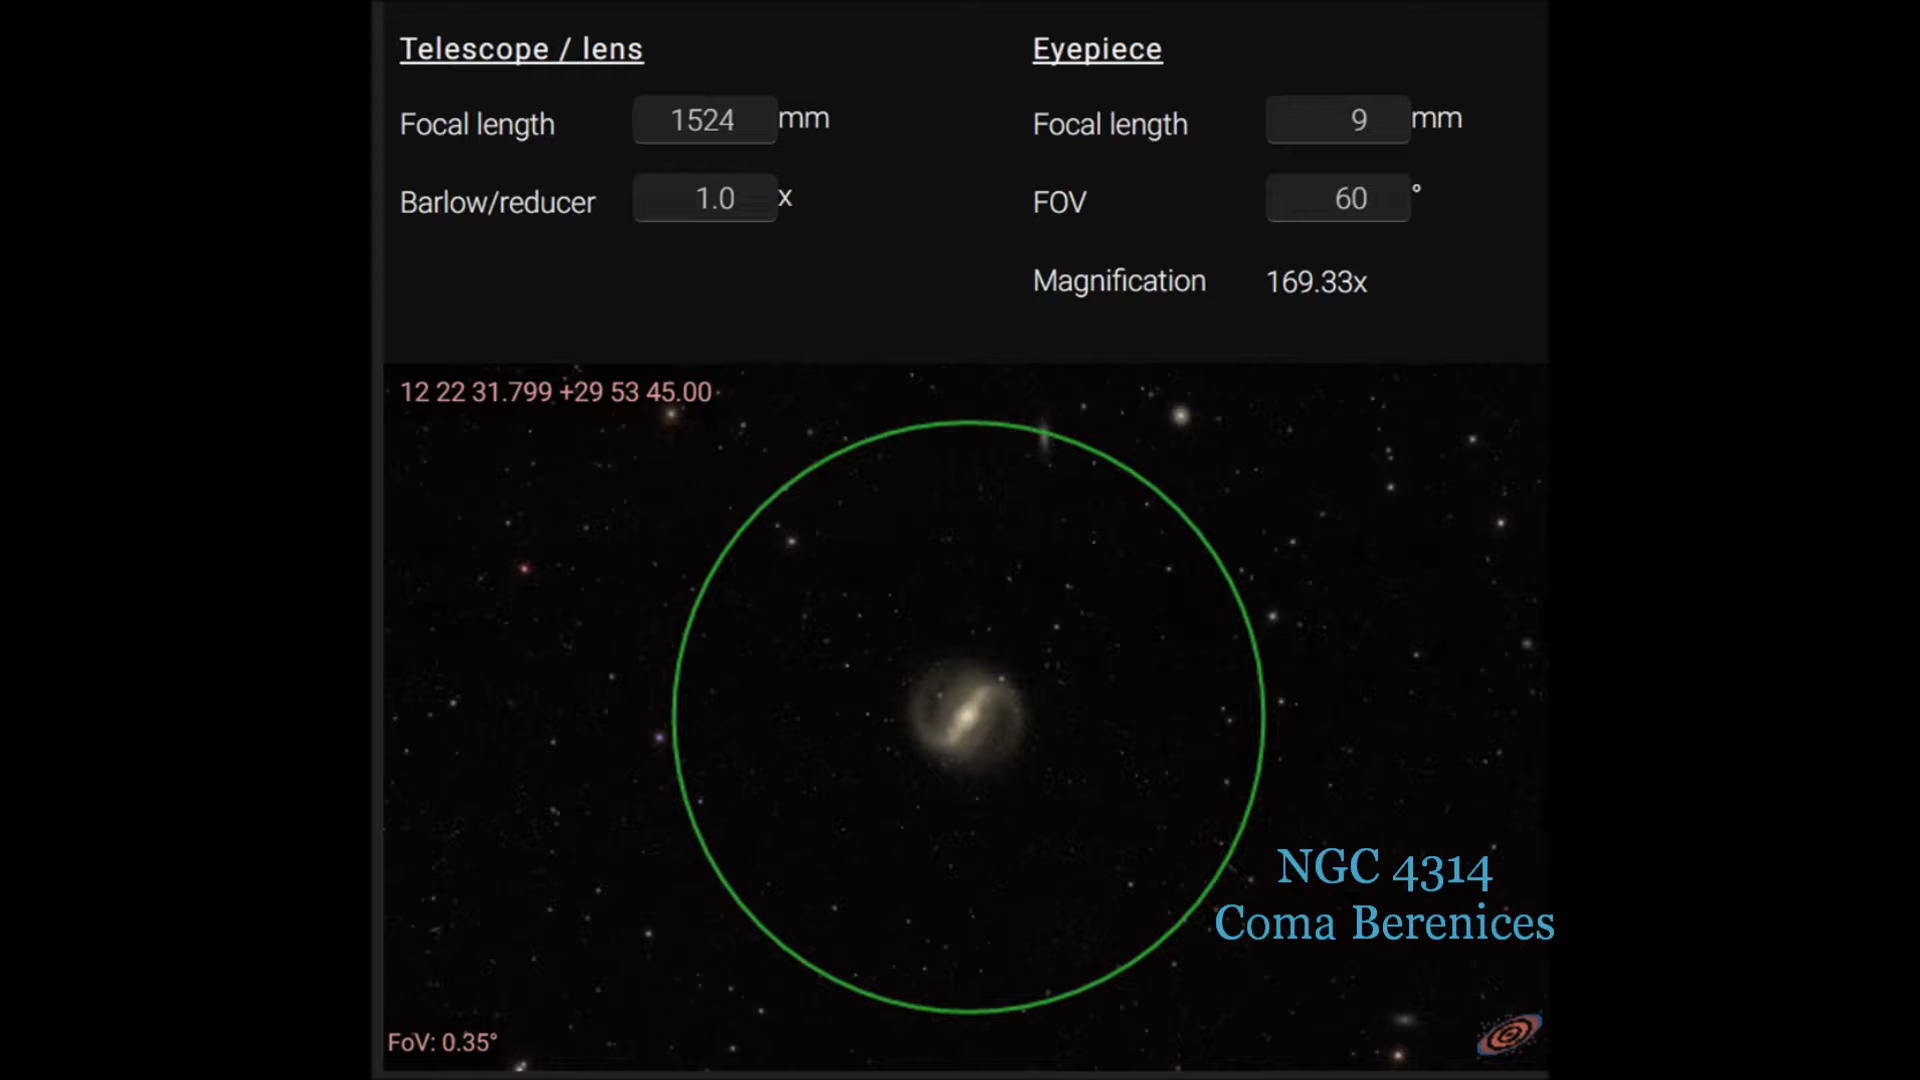 Telescope / lens
Focal length 1524 mm
Barlow/reducer 1.0 x
Eyepiece
Focal length 9 mm
FOV 60 °
Magnification 169.33x
12 22 31.799 +29 53 45.00
NGC 4314
Coma Berenices
FoV: 0.35°